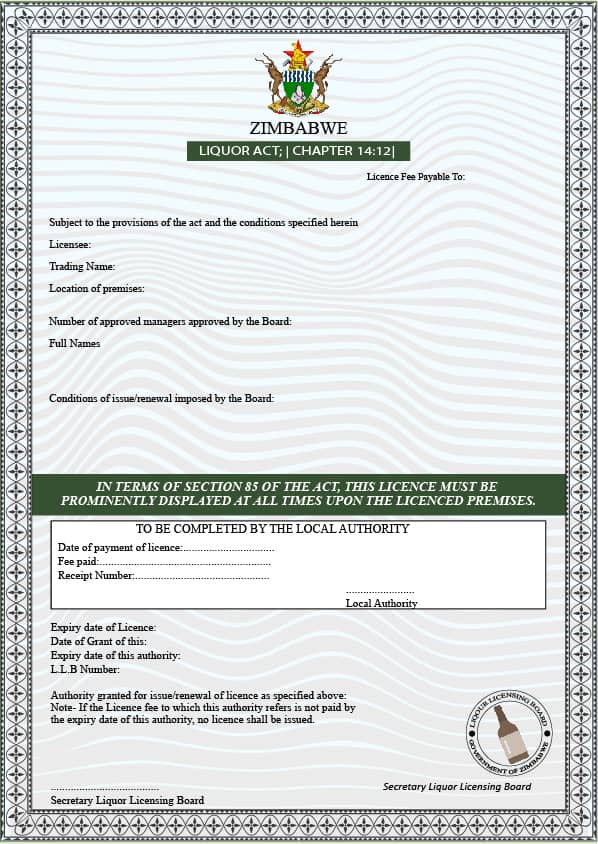 ZIMBABWE
LIQUOR ACT; | CHAPTER 14:12|
Licence Fee Payable To:
Subject to the provisions of the act and the conditions specified herein
Licensee:
Trading Name:
Location of premises:
Number of approved managers approved by the Board:
Full Names
Conditions of issue/renewal imposed by the Board:
IN TERMS OF SECTION 85 OF THE ACT, THIS LICENCE MUST BE
PROMINENTLY DISPLAYED AT ALL TIMES UPON THE LICENCED PREMISES.
TO BE COMPLETED BY THE LOCAL AUTHORITY
Date of payment of licence:................................
Fee paid:............................................................
Receipt Number:...............................................
........................
Local Authority
Expiry date of Licence:
Date of Grant of this:
Expiry date of this authority:
L.L.B Number:
Authority granted for issue/renewal of licence as specified above:
Note- If the Licence fee to which this authority refers is not paid by
the expiry date of this authority, no licence shall be issued.
LIQOUR LICENSING BOARD
GOVERNMENT OF ZIMBABWE
Secretary Liquor Licensing Board
......................................
Secretary Liquor Licensing Board